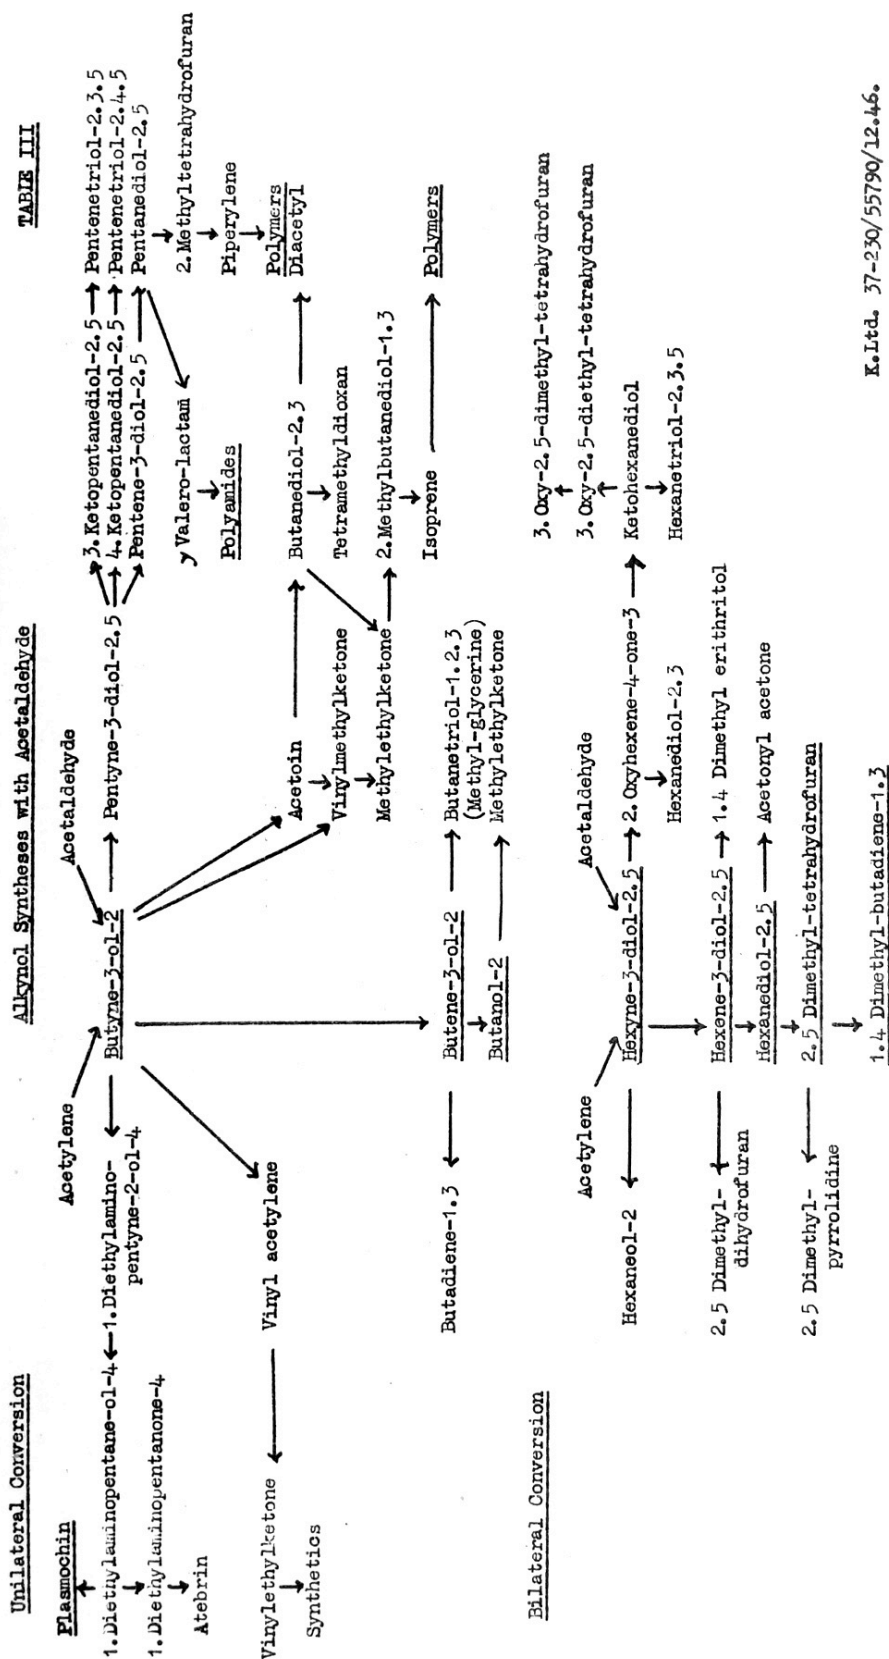 TABLE III
Alkynol Syntheses with Acetaldehyde
Unilateral Conversion
Acetylene
Acetaldehyde
Plasmochin
1.Diethylaminopentane-ol-4
1.Diethylamino-
pentyne-2-ol-4
Butyne-3-ol-2
Pentyne-3-diol-2.5
3.Ketopentanediol-2.5
Pentenetriol-2.3.5
4.Ketopentanediol-2.5
Pentenetriol-2.4.5
Pentene-3-diol-2.5
Pentanediol-2.5
1.Diethylaminopentanone-4
Atebrin
y Valero-lactam
Polyamides
2.Methyltetrahydrofuran
Piperylene
Polymers
Vinylethylketone
Synthetics
Vinyl acetylene
Acetoin
Butanediol-2.3
Diacetyl
Vinylmethylketone
Tetramethyldioxan
Methylethylketone
2.Methylbutanediol-1.3
Isoprene
Polymers
Butadiene-1.3
Butene-3-ol-2
Butanetriol-1.2.3
(Methyl-glycerine)
Butanol-2
Methylethylketone
Bilateral Conversion
Acetylene
Acetaldehyde
3.Oxy-2.5-dimethyl-tetrahydrofuran
3.Oxy-2.5-diethyl-tetrahydrofuran
Hexaneol-2
Hexyne-3-diol-2.5
2.Oxyhexene-4-one-3
Ketohexanediol
Hexanediol-2.3
Hexanetriol-2.3.5
2.5 Dimethyl-
dihydrofuran
Hexene-3-diol-2.5
1.4 Dimethyl erithritol
Hexanediol-2.5
Acetonyl acetone
2.5 Dimethyl-
pyrrolidine
2.5 Dimethyl-tetrahydrofuran
1.4 Dimethyl-butadiene-1.3
K.Ltd. 37-230/55790/12.46.